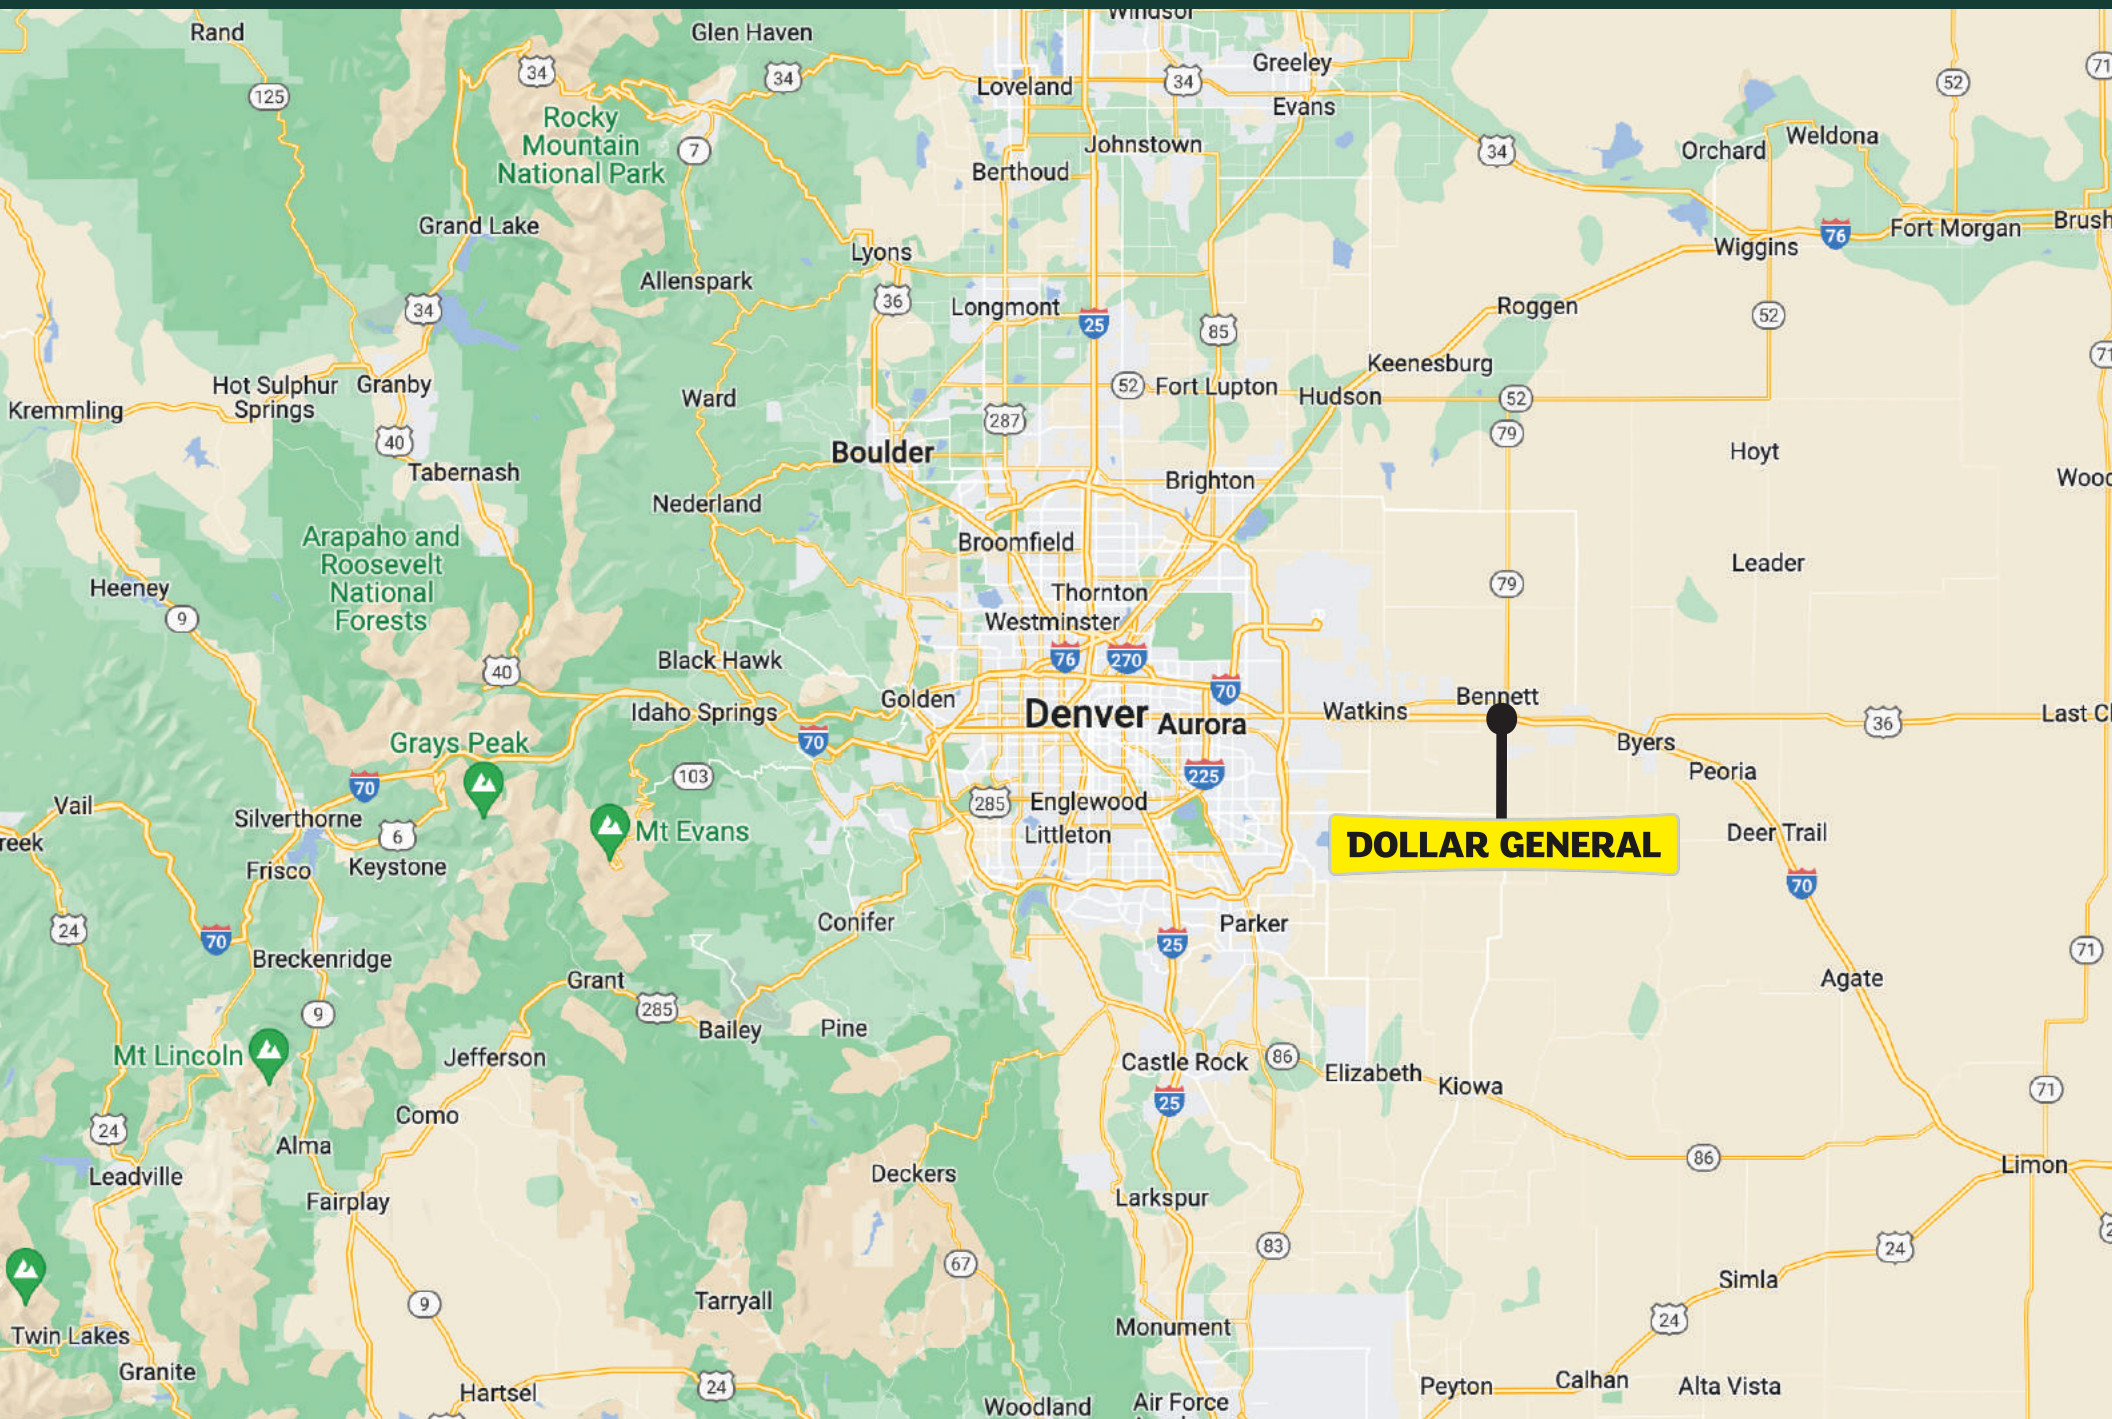 Windsor
Rand
Glen Haven
Greeley
34
34
34
Loveland
71
52
125
Evans
Rocky
Mountain
National Park
Weldona
Johnstown
7
34
Orchard
Berthoud
Grand Lake
Brush
Fort Morgan
76
Wiggins
Lyons
Allenspark
36
Longmont
Roggen
34
25
85
52
71
Keenesburg
Hot Sulphur
Springs
Granby
52
Fort Lupton
Hudson
52
Ward
Kremmling
287
79
40
Boulder
Hoyt
Tabernash
Brighton
Nederland
Arapaho and
Roosevelt
National
Forests
Broomfield
Leader
Heeney
79
Thornton
9
Westminster
76
270
Black Hawk
40
70
Bennett
Golden
Idaho Springs
Denver
Aurora
Watkins
36
Last
Grays Peak
70
Byers
103
225
Peoria
70
Vail
285
Englewood
Silverthorne
6
Mt Evans
Littleton
DOLLAR GENERAL
Deer Trail
Keystone
Frisco
70
24
Conifer
Parker
70
25
71
Breckenridge
Grant
Agate
285
9
Bailey
Pine
Mt Lincoln
Jefferson
Castle Rock
86
Elizabeth
Kiowa
71
25
Como
24
Alma
86
Limon
Leadville
Deckers
Fairplay
Larkspur
83
24
67
Simla
9
Tarryall
24
Monument
Twin Lakes
Granite
24
Calhan
Peyton
Alta Vista
Hartsel
Woodland
Air Force